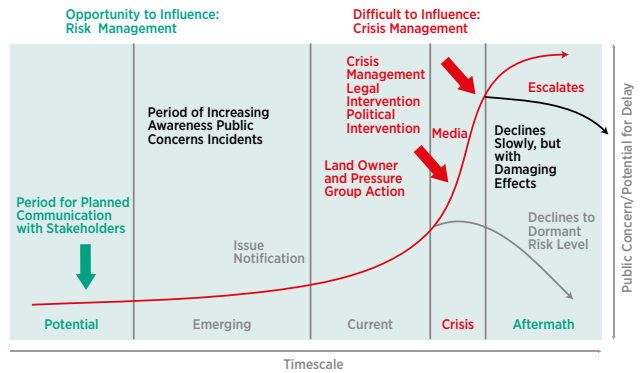 Opportunity to Influence:
Risk Management
Difficult to Influence:
Crisis Management
Crisis
Management
Legal
Intervention
Political
Intervention
Escalates
Period of Increasing
Awareness Public
Concerns Incidents
Media
Declines
Slowly, but
with
Damaging
Effects
Land Owner
and Pressure
Group Action
Period for Planned
Communication
with Stakeholders
Declines to
Dormant
Risk Level
Issue
Notification
Potential
Emerging
Current
Crisis
Aftermath
Timescale
Public Concern/Potential for Delay